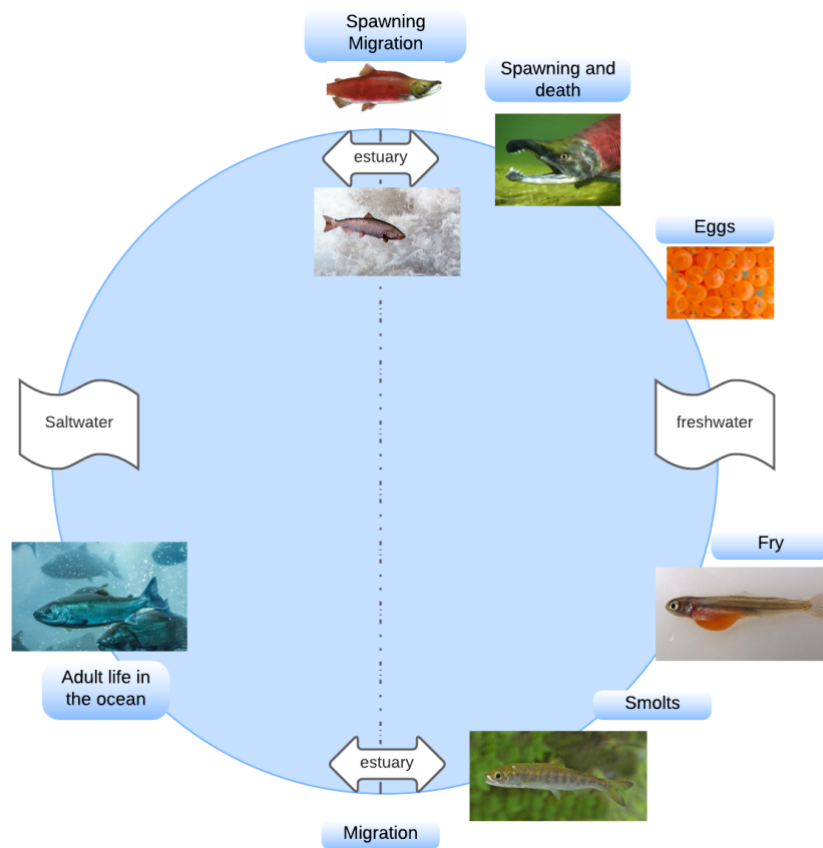 Spawning
Migration
Spawning and
death
estuary
Eggs
Saltwater
freshwater
Fry
Adult life in
the ocean
Smolts
estuary
Migration